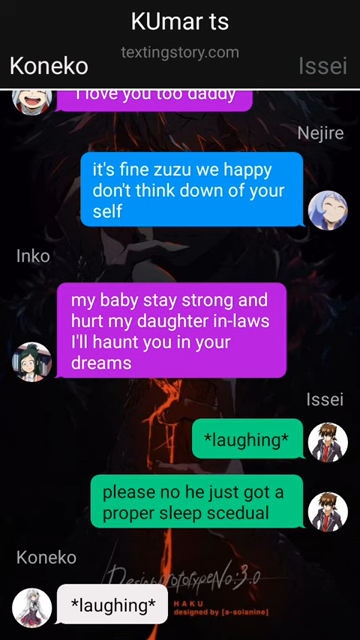 KUmar ts
textingstory.com
Koneko
Issei
I love you too daddy
Nejire
it's fine zuzu we happy
don't think down of your
self
Inko
my baby stay strong and
hurt my daughter in-laws
I'll haunt you in your
dreams
Issei
*laughing*
please no he just got a
proper sleep scedual
Koneko
*laughing*
HAKU
designed by [a-solanine]